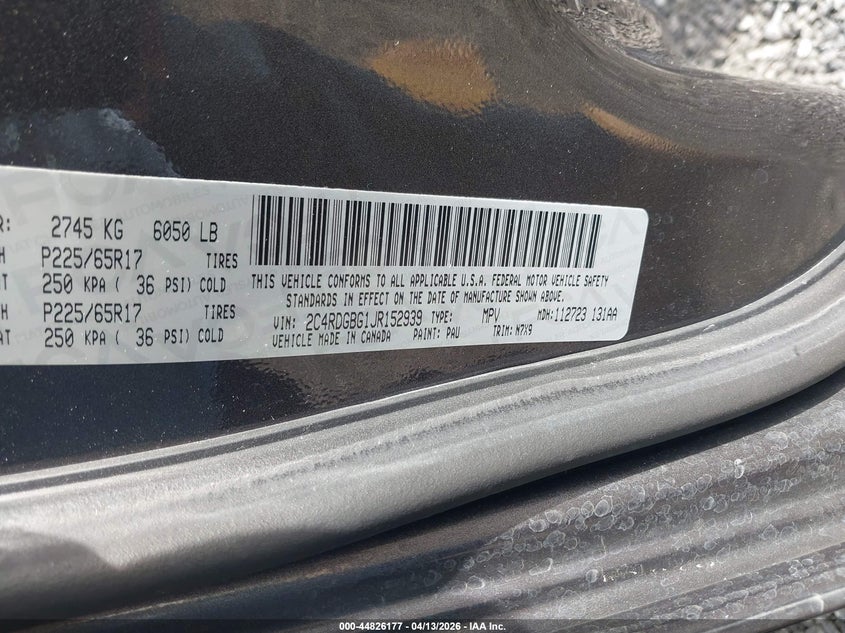 R: 2745 KG 6050 LB
H P225/65R17 TIRES
AT 250 KPA ( 36 PSI) COLD
H P225/65R17 TIRES
AT 250 KPA ( 36 PSI) COLD
THIS VEHICLE CONFORMS TO ALL APPLICABLE U.S.A. FEDERAL MOTOR VEHICLE SAFETY
STANDARDS IN EFFECT ON THE DATE OF MANUFACTURE SHOWN ABOVE.
VIN: 2C4RDGBG1JR152939 TYPE: MPV MDH: 112723 131AA
VEHICLE MADE IN CANADA PAINT: PAU TRIM: N7X9
000-44826177 - 04/13/2026 - IAA Inc.